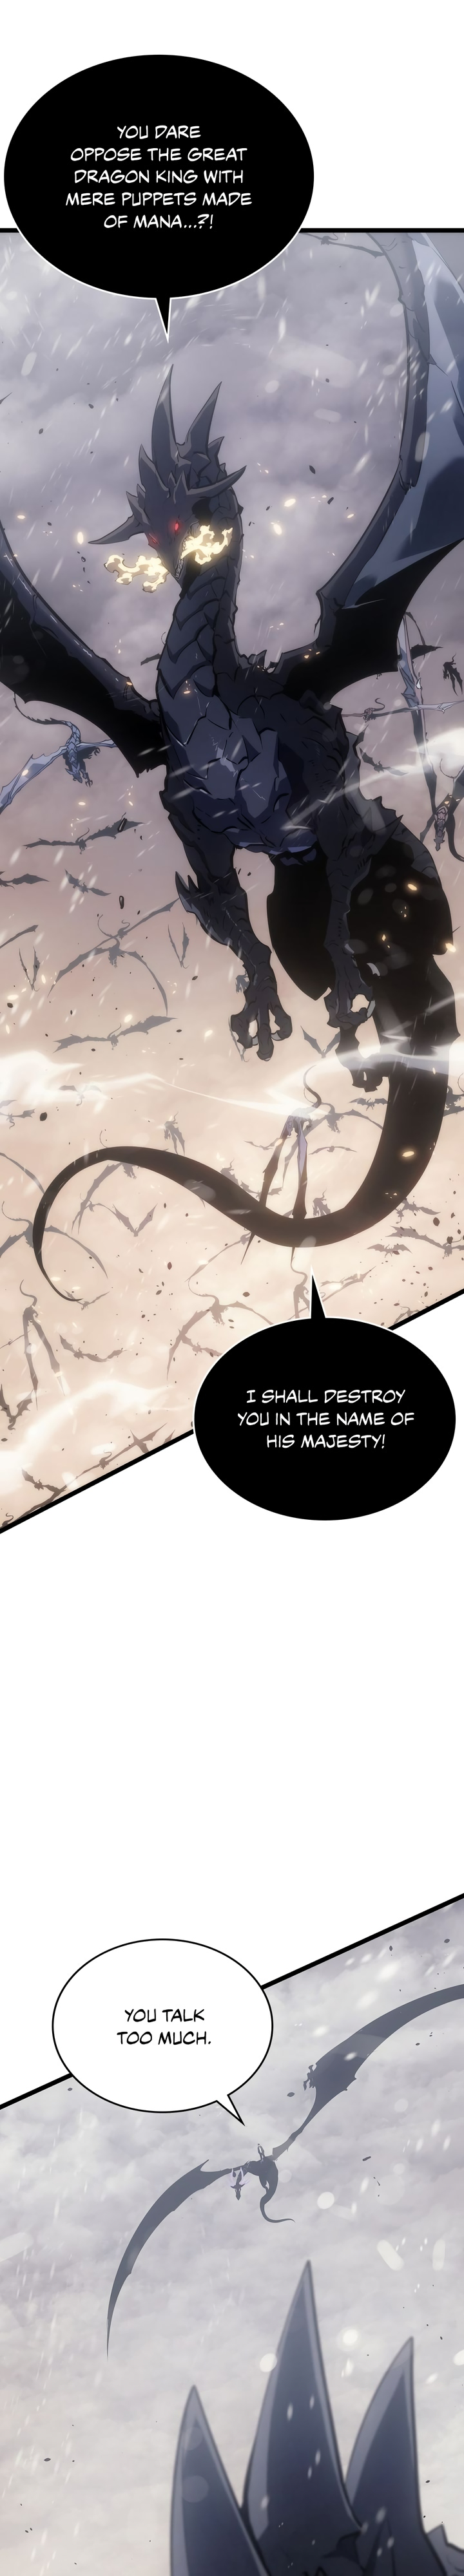 YOU DARE
OPPOSE THE GREAT
DRAGON KING WITH
MERE PUPPETS MADE
OF MANA...?!
I SHALL DESTROY
YOU IN THE NAME OF
HIS MAJESTY!
YOU TALK
TOO MUCH.